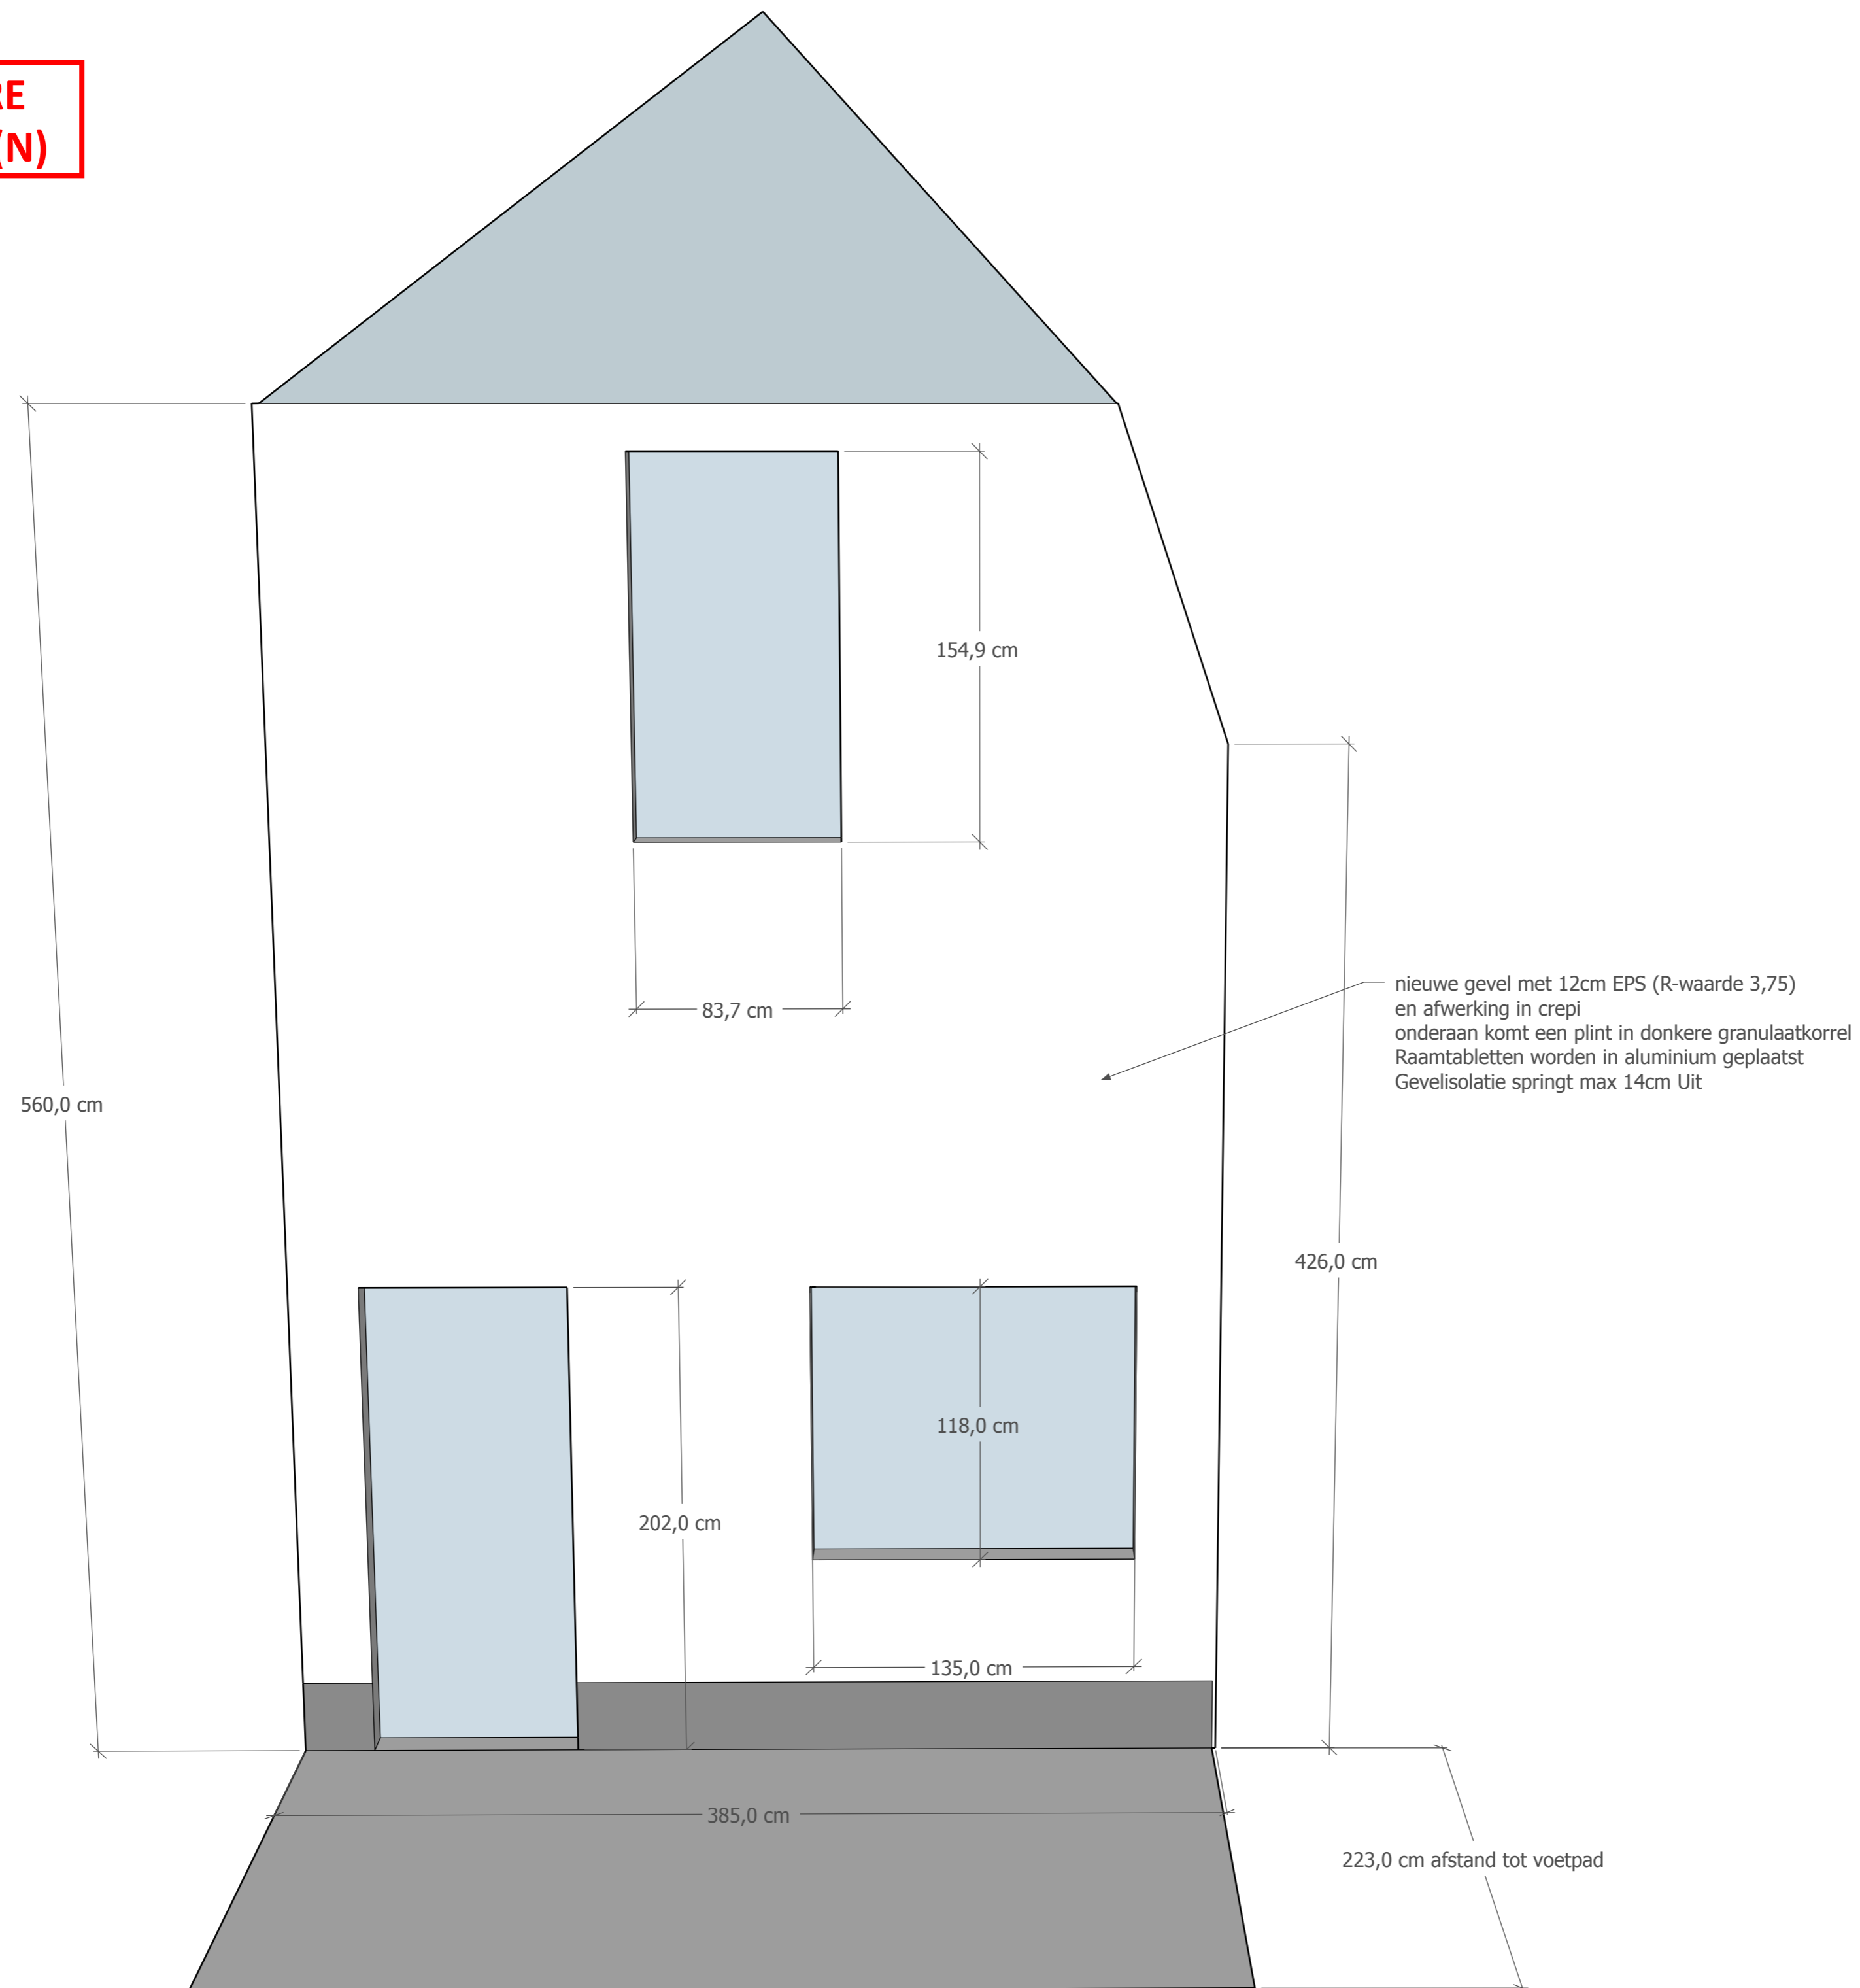 RE
(N)
154,9 cm
83,7 cm
nieuwe gevel met 12cm EPS (R-waarde 3,75)
en afwerking in crepi
onderaan komt een plint in donkere granulaatkorrel
Raamtabletten worden in aluminium geplaatst
Gevelisolatie springt max 14cm Uit
560,0 cm
426,0 cm
118,0 cm
202,0 cm
135,0 cm
385,0 cm
223,0 cm afstand tot voetpad